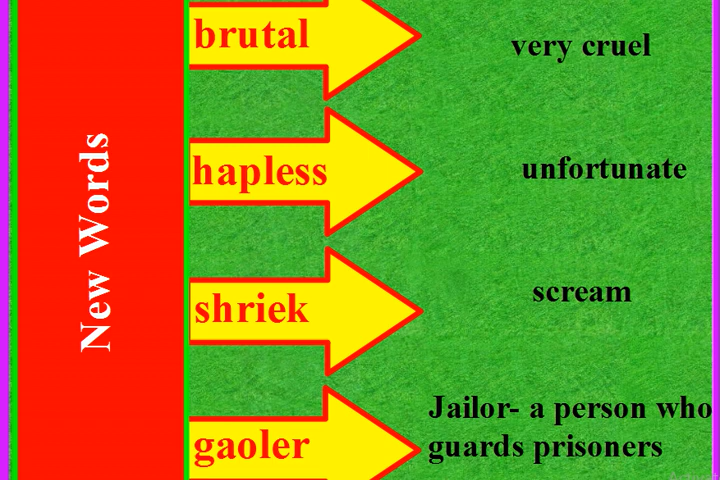 New Words
brutal
very cruel
hapless
unfortunate
shriek
scream
gaoler
Jailor- a person who
guards prisoners